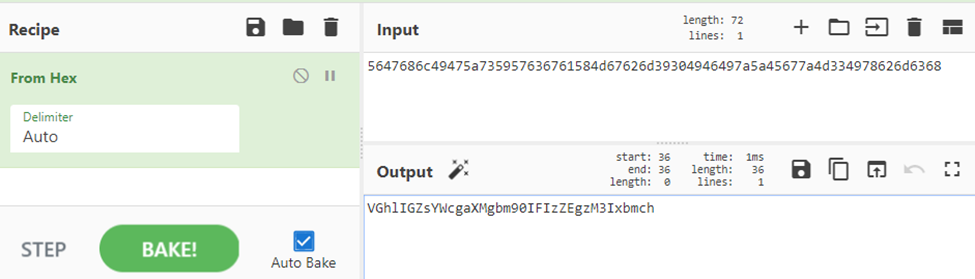 Recipe
From Hex
Delimiter
Auto
STEP
BAKE!
Auto Bake
Input
length: 72
lines: 1
5647686c49475a735957636761584d67626d39304946497a5a45677a4d334978626d6368
Output
start: 36 time: 1ms
end: 36 length: 36
length: 0 lines: 1
VGhlIGZsYWcgaXMgbm90IFIzZEgzM3Ixbmch